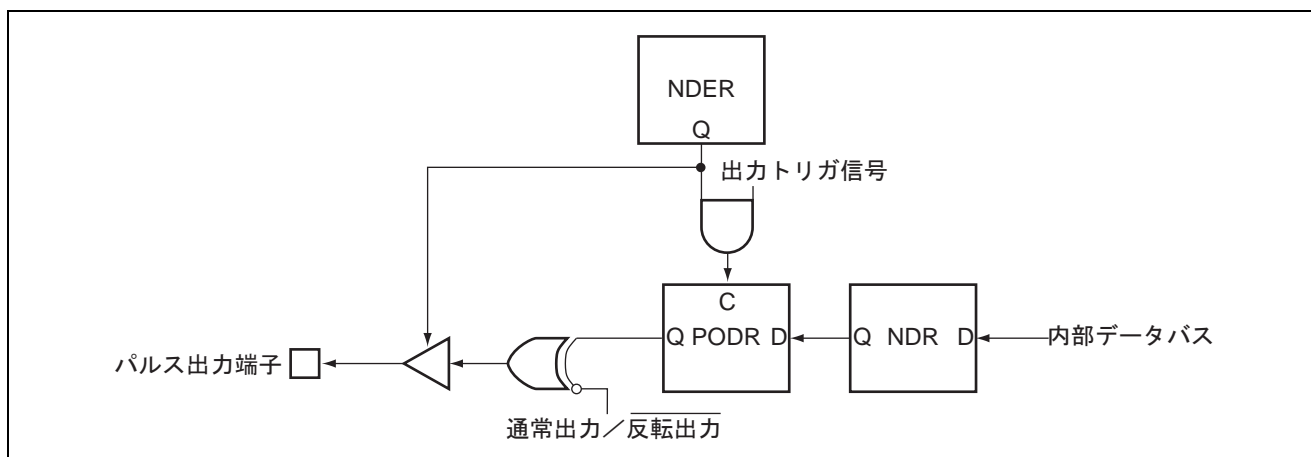 NDER
Q
出力トリガ信号
C
Q PODR D
Q NDR D
内部データバス
パルス出力端子
通常出力／反転出力